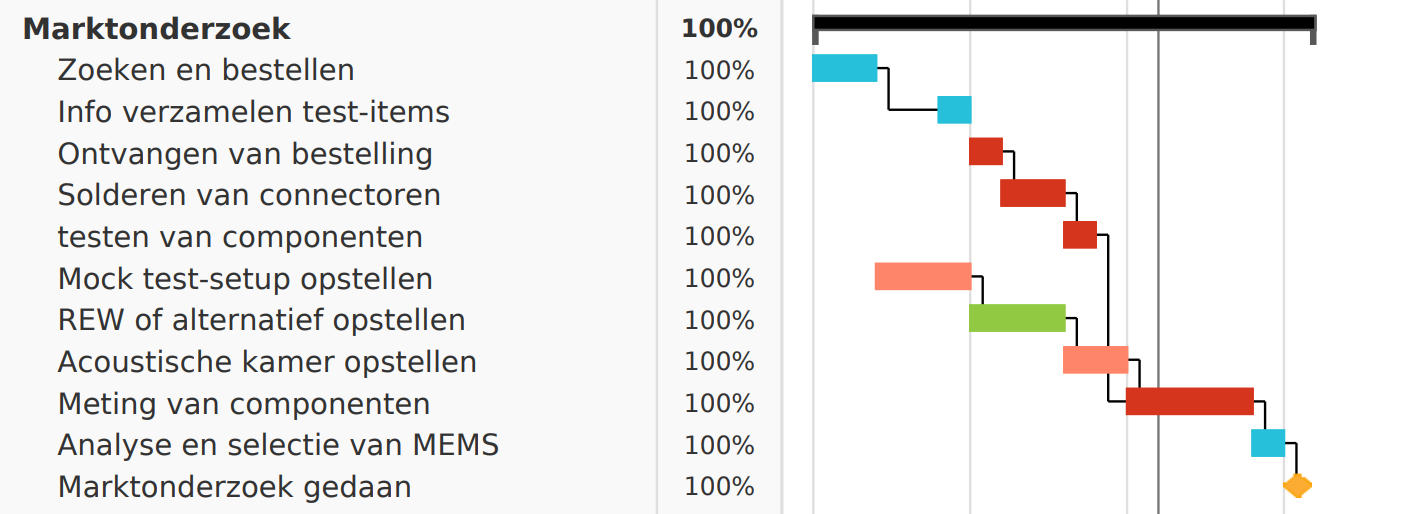 Marktonderzoek 100%
Zoeken en bestellen 100%
Info verzamelen test-items 100%
Ontvangen van bestelling 100%
Solderen van connectoren 100%
testen van componenten 100%
Mock test-setup opstellen 100%
REW of alternatief opstellen 100%
Acoustische kamer opstellen 100%
Meting van componenten 100%
Analyse en selectie van MEMS 100%
Marktonderzoek gedaan 100%